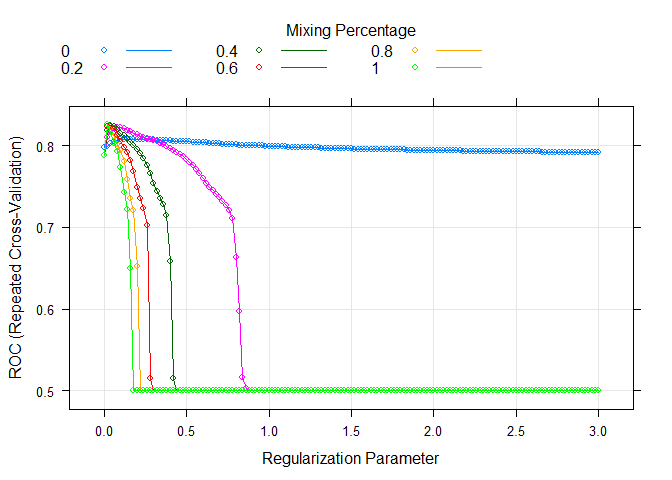 Mixing Percentage
0 0.4 0.8
0.2 0.6 1
ROC (Repeated Cross-Validation)
0.8
0.7
0.6
0.5
0.0 0.5 1.0 1.5 2.0 2.5 3.0
Regularization Parameter